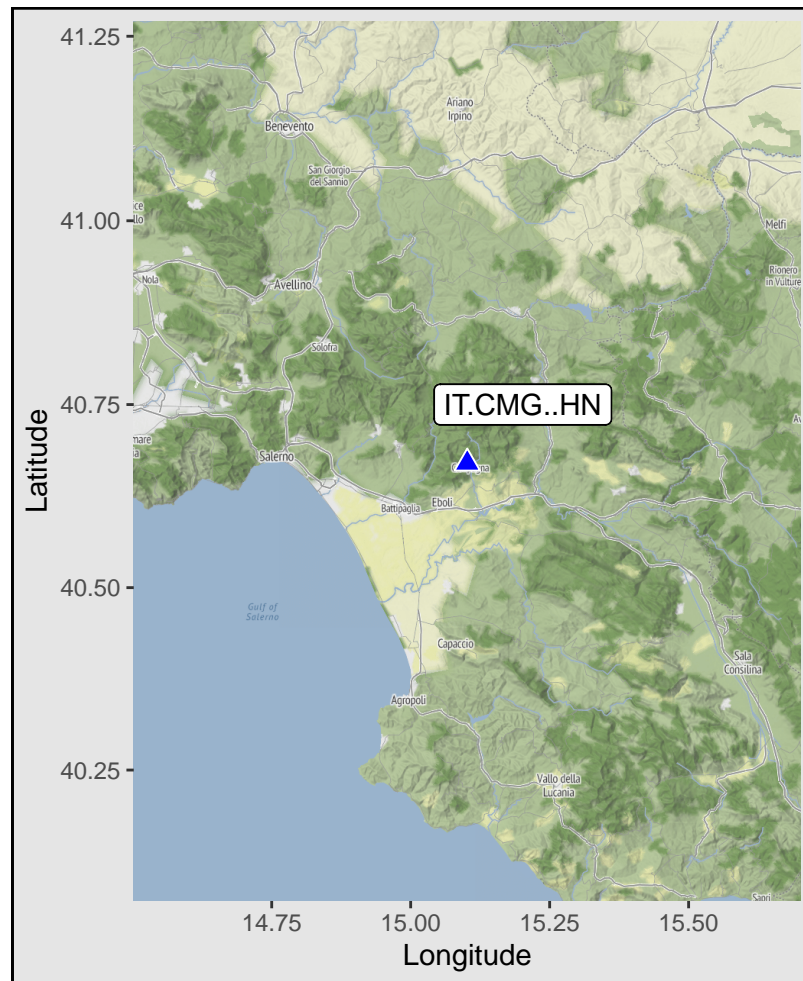 41.25
Ariano
Irpino
Benevento
San Giorgio
del Sannio
41.00
Melfi
Rionero
in Vulture
Nola
Avellino
Solofra
40.75
IT.CMG..HN
Salerno
Eboli
Battipaglia
Latitude
40.50
Gulf of
Salerno
Capaccio
Sala
Consilina
Agropoli
40.25
Vallo della
Lucania
Sapri
14.75
15.00
15.25
15.50
Longitude